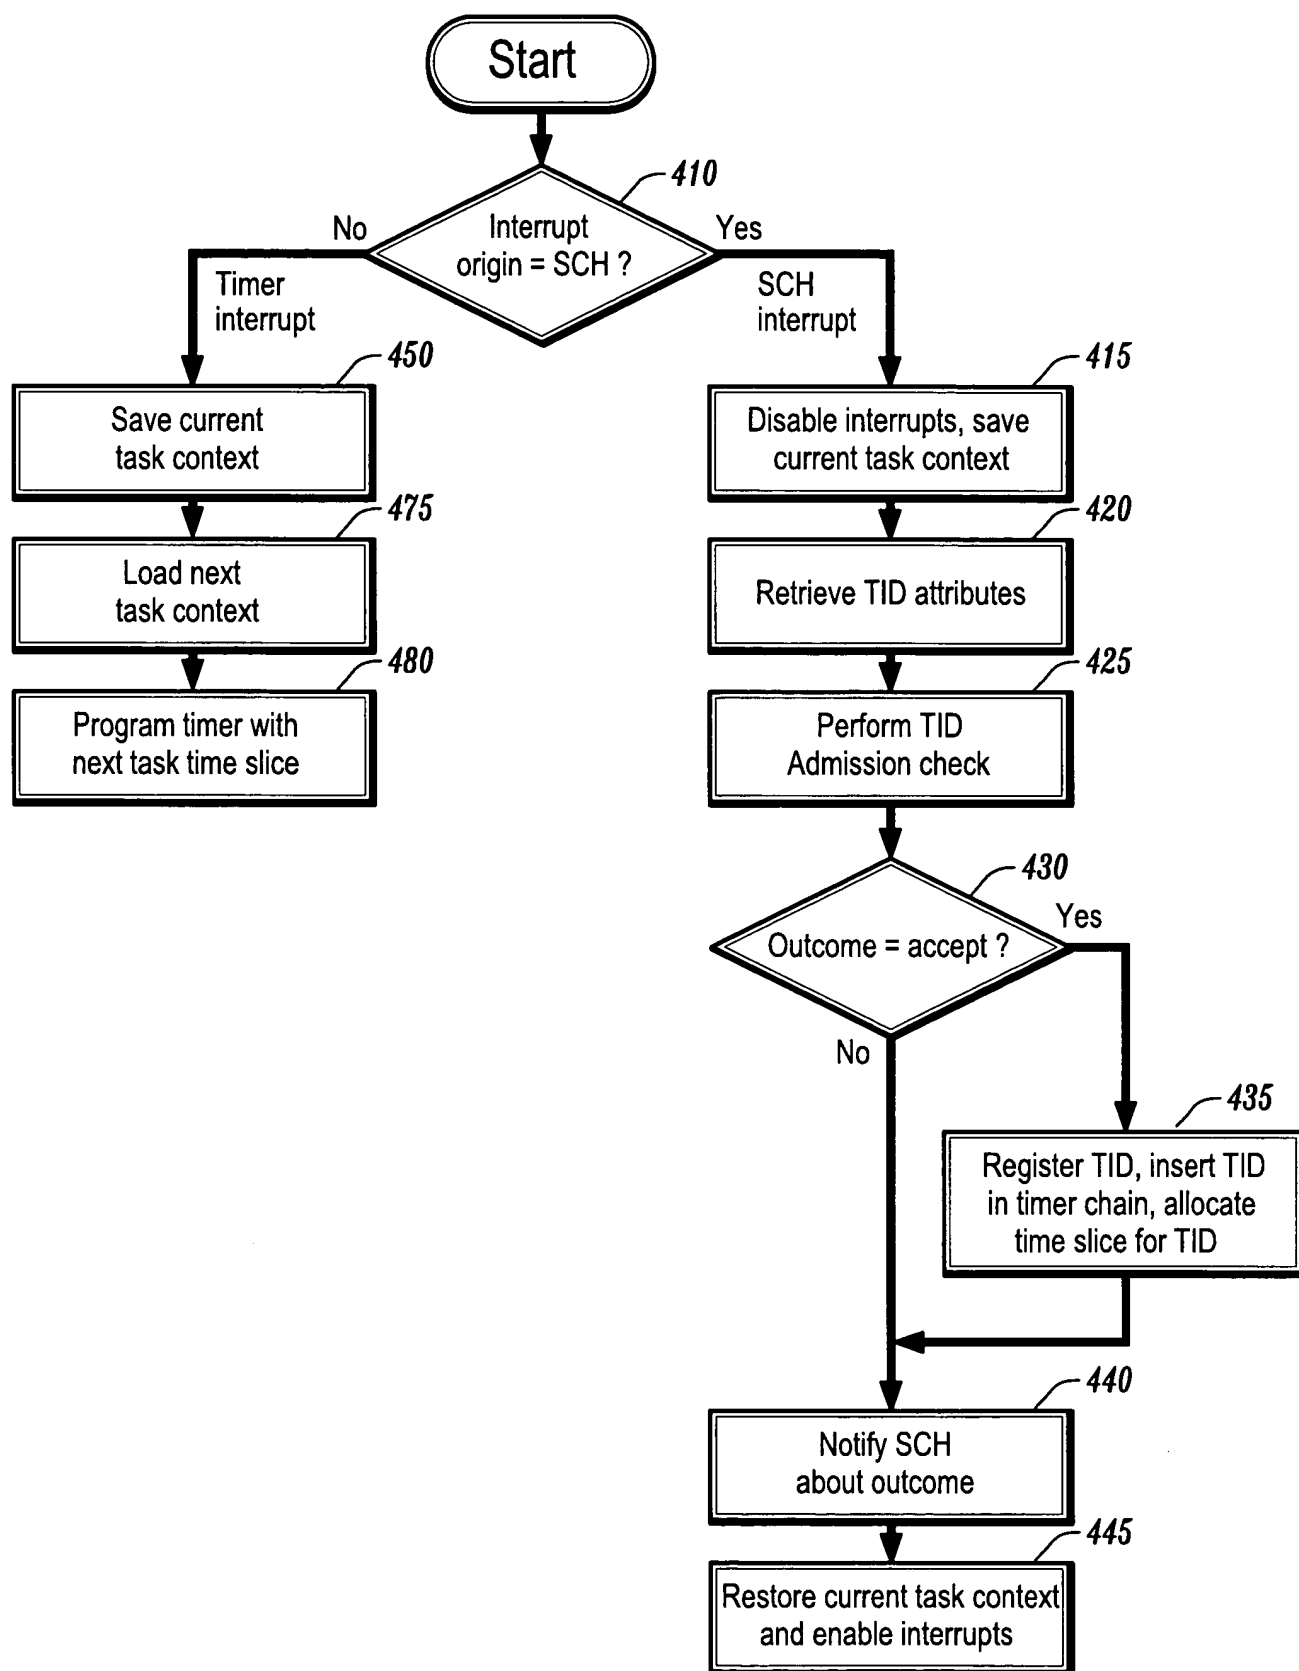 Start
410
Interrupt
origin = SCH ?
No
Yes
Timer
interrupt
SCH
interrupt
450
Save current
task context
475
Load next
task context
480
Program timer with
next task time slice
415
Disable interrupts, save
current task context
420
Retrieve TID attributes
425
Perform TID
Admission check
430
Outcome = accept ?
Yes
No
435
Register TID, insert TID
in timer chain, allocate
time slice for TID
440
Notify SCH
about outcome
445
Restore current task context
and enable interrupts